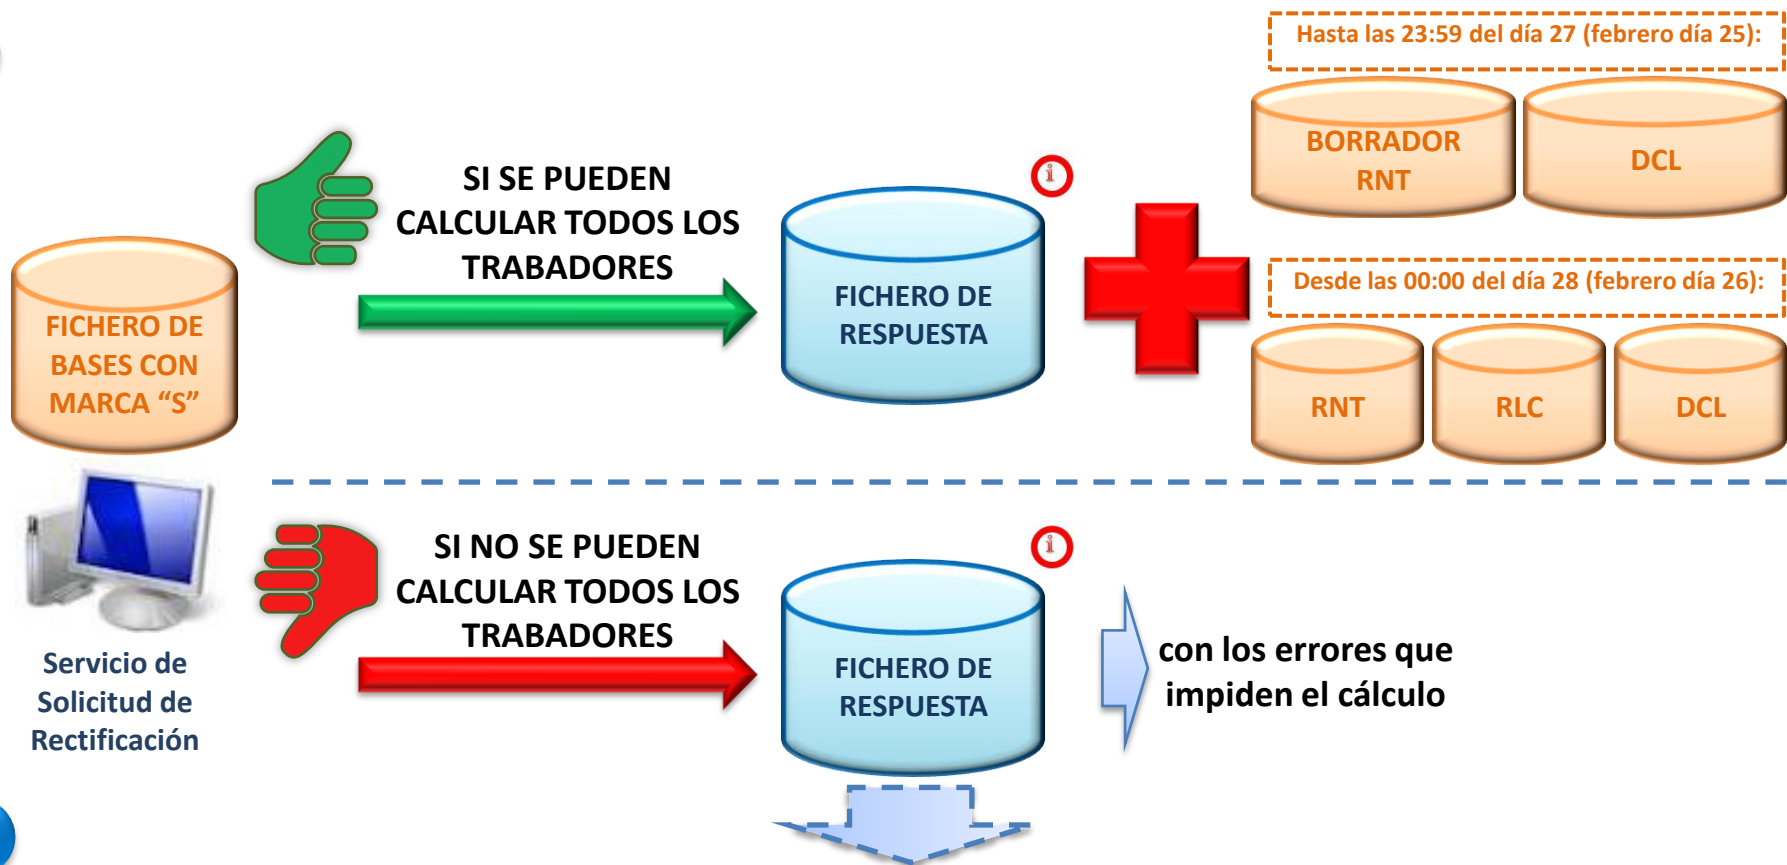 Hasta las 23:59 del día 27 (febrero día 25):
BORRADOR
RNT
DCL
SI SE PUEDEN
CALCULAR TODOS LOS
TRABADORES
i
FICHERO DE
RESPUESTA
Desde las 00:00 del día 28 (febrero día 26):
RNT
RLC
DCL
FICHERO DE
BASES CON
MARCA “S”
Servicio de
Solicitud de
Rectificación
SI NO SE PUEDEN
CALCULAR TODOS LOS
TRABADORES
i
FICHERO DE
RESPUESTA
con los errores que
impiden el cálculo